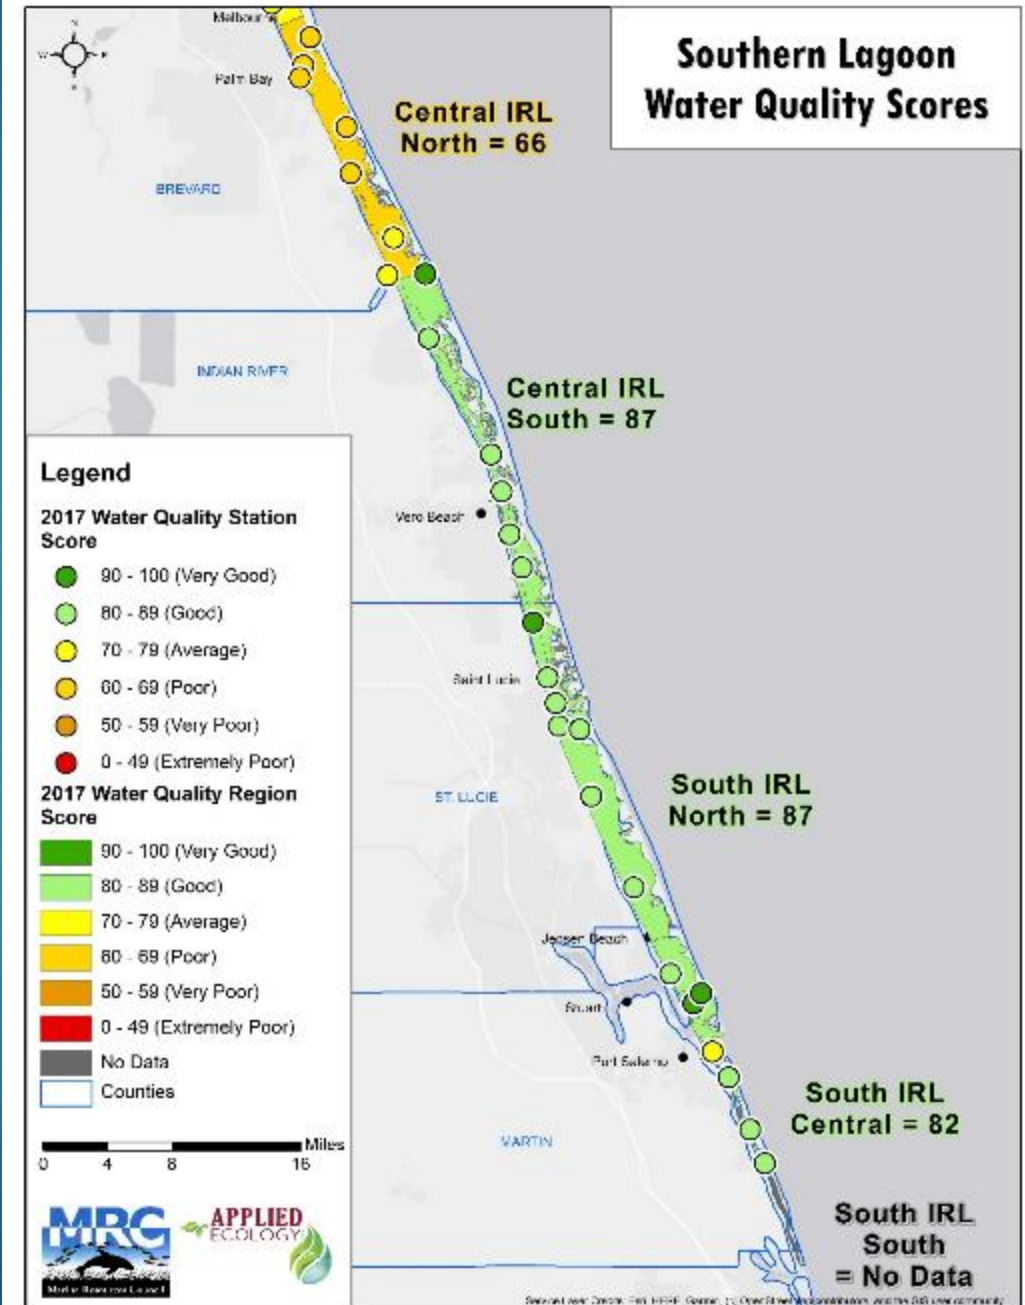 Southern Lagoon
Water Quality Scores
N
W
Melbourne
Palm Bay
Central IRL
North = 66
BREVARD
INDIAN RIVER
Central IRL
South = 87
Vero Beach
Saint Lucie
ST. LUCIE
South IRL
North = 87
Jensen Beach
Stuart
Port Salerno
South IRL
Central = 82
MARTIN
South IRL
South
= No Data
Legend
2017 Water Quality Station
Score
90 - 100 (Very Good)
80 - 89 (Good)
70 - 79 (Average)
60 - 69 (Poor)
50 - 59 (Very Poor)
0 - 49 (Extremely Poor)
2017 Water Quality Region
Score
90 - 100 (Very Good)
80 - 89 (Good)
70 - 79 (Average)
60 - 69 (Poor)
50 - 59 (Very Poor)
0 - 49 (Extremely Poor)
No Data
Counties
Miles
0 4 8 16
MRC
Marine Resources Council
APPLIED
ECOLOGY